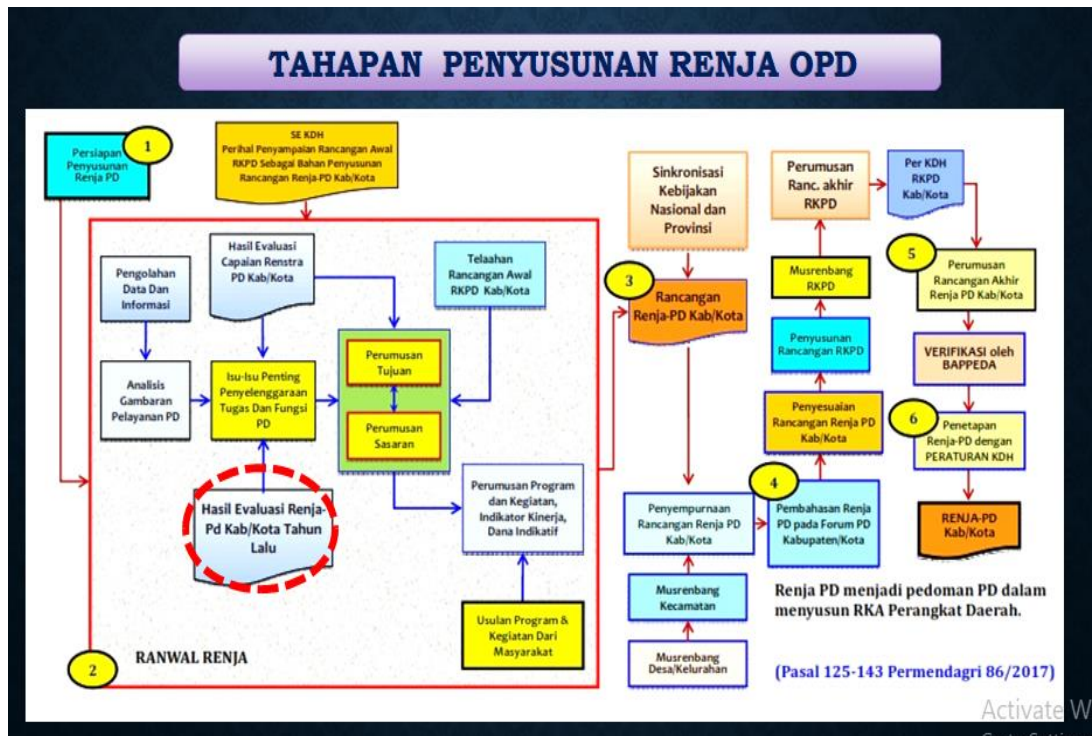 TAHAPAN PENYUSUNAN RENJA OPD
1
Persiapan
Penyusunan
Renja PD
SE KDH
Perihal Penyampaian Rancangan Awal
RKPD Sebagai Bahan Penyusunan
Rancangan Renja-PD Kab/Kota
Pengolahan
Data Dan
Informasi
Hasil Evaluasi
Capaian Renstra
PD Kab/Kota
Telaahan
Rancangan Awal
RKPD Kab/Kota
Analisis
Gambaran
Pelayanan PD
Isu-Isu Penting
Penyelenggaraan
Tugas Dan Fungsi
PD
Perumusan
Tujuan
Perumusan
Sasaran
Hasil Evaluasi Renja-
Pd Kab/Kota Tahun
Lalu
Perumusan Program
dan Kegiatan,
Indikator Kinerja,
Dana Indikatif
Usulan Program &
Kegiatan Dari
Masyarakat
2
RANWAL RENJA
Sinkronisasi
Kebijakan
Nasional dan
Provinsi
3
Rancangan
Renja-PD Kab/Kota
Penyempurnaan
Rancangan Renja PD
Kab/Kota
Musrenbang
Kecamatan
Musrenbang
Desa/Kelurahan
4
Pembahasan Renja
PD pada Forum PD
Kabupaten/Kota
Penyesuaian
Rancangan Renja PD
Kab/Kota
Penyusunan
Rancangan RKPD
Musrenbang
RKPD
Perumusan
Ranc. akhir
RKPD
Per KDH
RKPD
Kab/Kota
5
Perumusan
Rancangan Akhir
Renja PD Kab/Kota
VERIFIKASI oleh
BAPPEDA
6
Penetapan
Renja-PD dengan
PERATURAN KDH
RENJA-PD
Kab/Kota
Renja PD menjadi pedoman PD dalam
menyusun RKA Perangkat Daerah.
(Pasal 125-143 Permendagri 86/2017)
Activate W